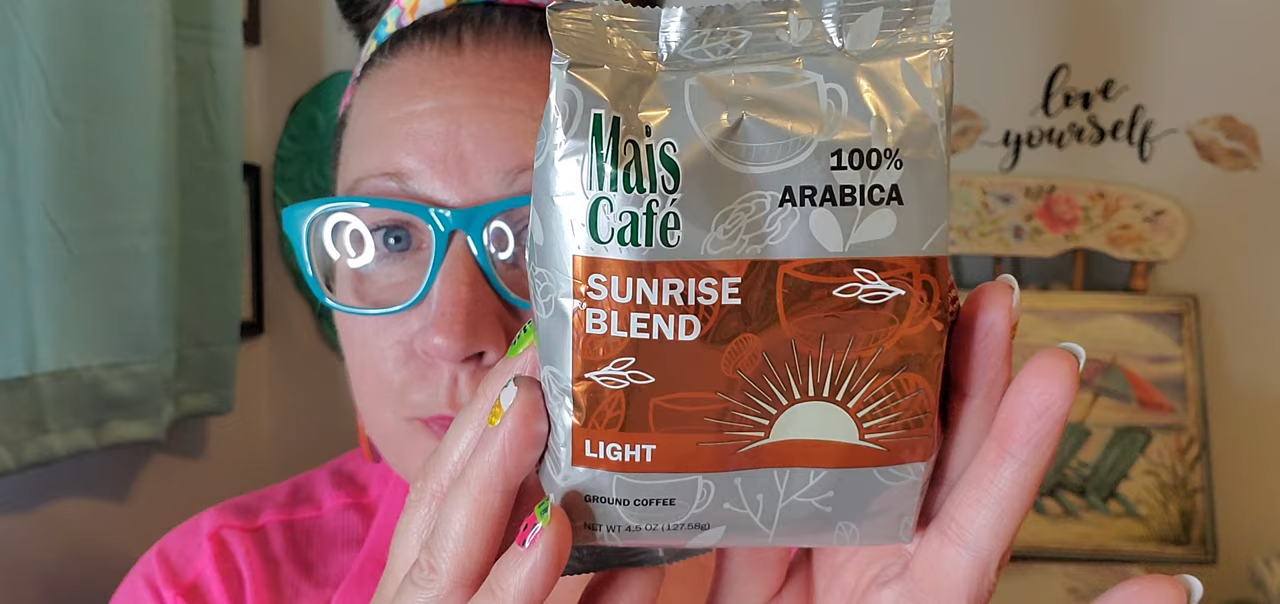 Mais
Café
100%
ARABICA
SUNRISE
BLEND
LIGHT
GROUND COFFEE
NET WT 4.5 OZ (127.58g)
love
yourself